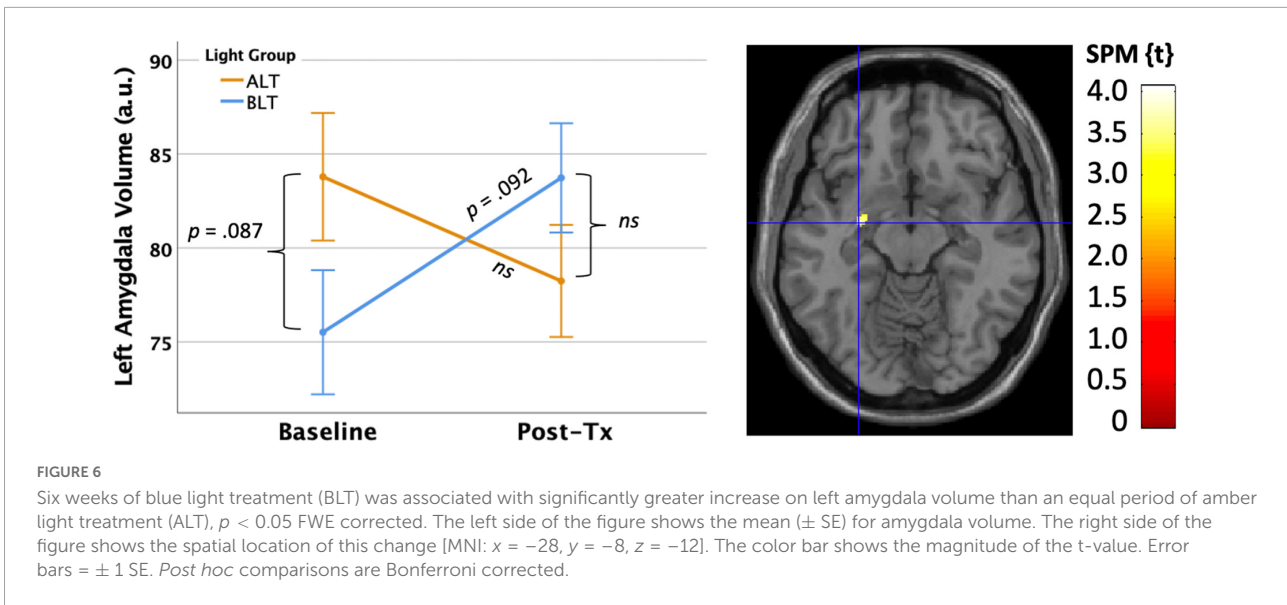 Light Group
ALT
BLT
Left Amygdala Volume (a.u.)
90
85
80
75
p = .087
p = .092
ns
ns
Baseline
Post-Tx
SPM {t}
4.0
3.5
3.0
2.5
2.0
1.5
1.0
0.5
0
FIGURE 6
Six weeks of blue light treatment (BLT) was associated with significantly greater increase on left amygdala volume than an equal period of amber
light treatment (ALT), p < 0.05 FWE corrected. The left side of the figure shows the mean (± SE) for amygdala volume. The right side of the
figure shows the spatial location of this change [MNI: x = −28, y = −8, z = −12]. The color bar shows the magnitude of the t-value. Error
bars = ± 1 SE. Post hoc comparisons are Bonferroni corrected.